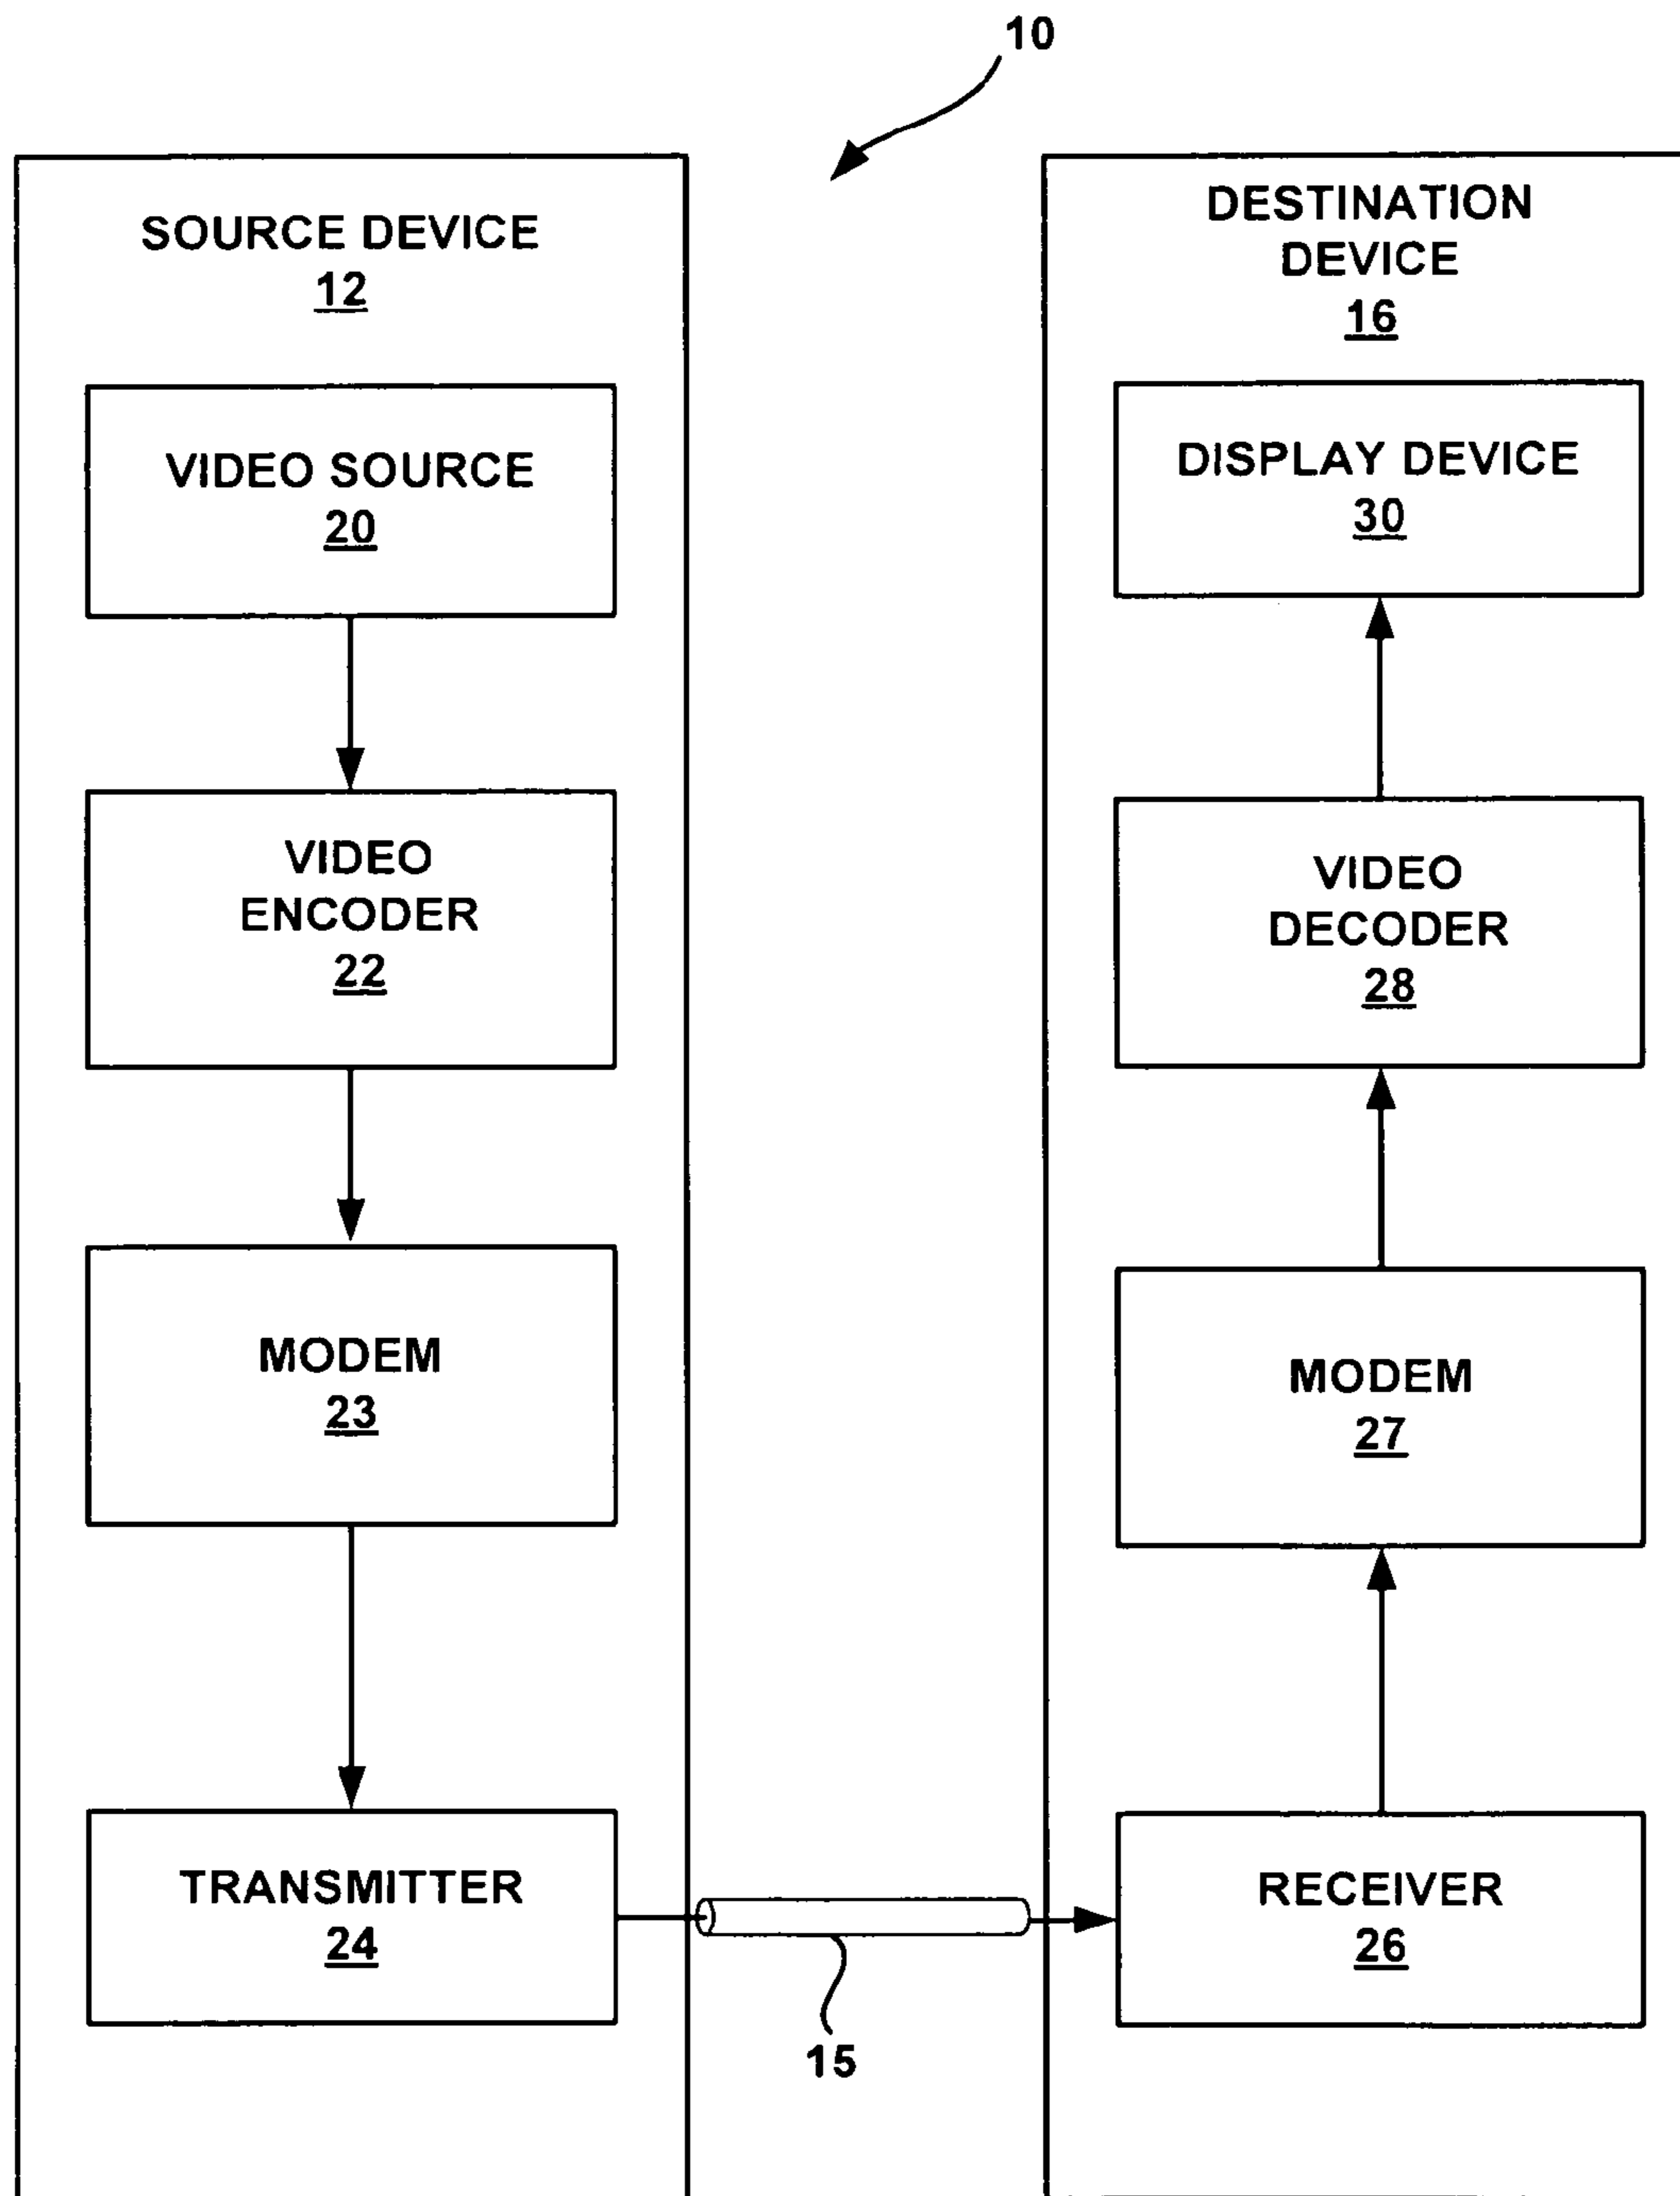 10
SOURCE DEVICE
12
VIDEO SOURCE
20
VIDEO
ENCODER
22
MODEM
23
TRANSMITTER
24
15
DESTINATION
DEVICE
16
DISPLAY DEVICE
30
VIDEO
DECODER
28
MODEM
27
RECEIVER
26